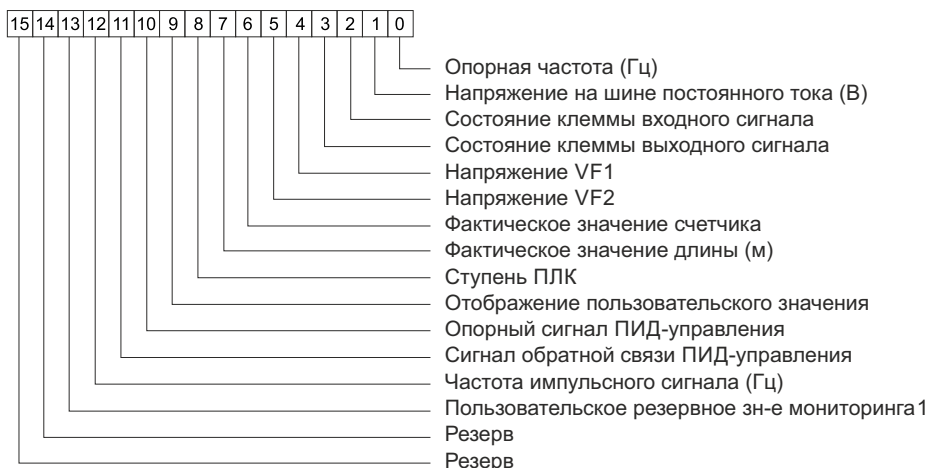 15 14 13 12 11 10 9 8 7 6 5 4 3 2 1 0
Опорная частота (Гц)
Напряжение на шине постоянного тока (В)
Состояние клеммы входного сигнала
Состояние клеммы выходного сигнала
Напряжение VF1
Напряжение VF2
Фактическое значение счетчика
Фактическое значение длины (м)
Ступень ПЛК
Отображение пользовательского значения
Опорный сигнал ПИД-управления
Сигнал обратной связи ПИД-управления
Частота импульсного сигнала (Гц)
Пользовательское резервное зн-е мониторинга1
Резерв
Резерв